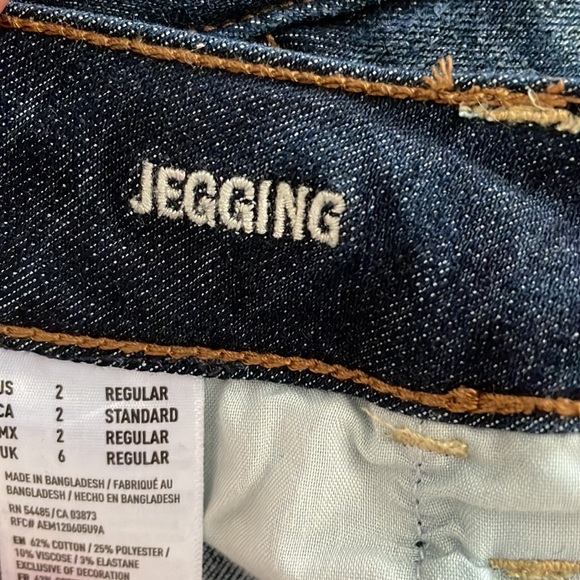 JEGGING
US 2 REGULAR
CA 2 STANDARD
MX 2 REGULAR
UK 6 REGULAR
MADE IN BANGLADESH / FABRIQUÉ AU
BANGLADESH / HECHO EN BANGLADESH
RN 54485/CA 03873
RFC# AEM120605U9A
EN 62% COTTON / 25% POLYESTER /
10% VISCOSE / 3% ELASTANE
EXCLUSIVE OF DECORATION